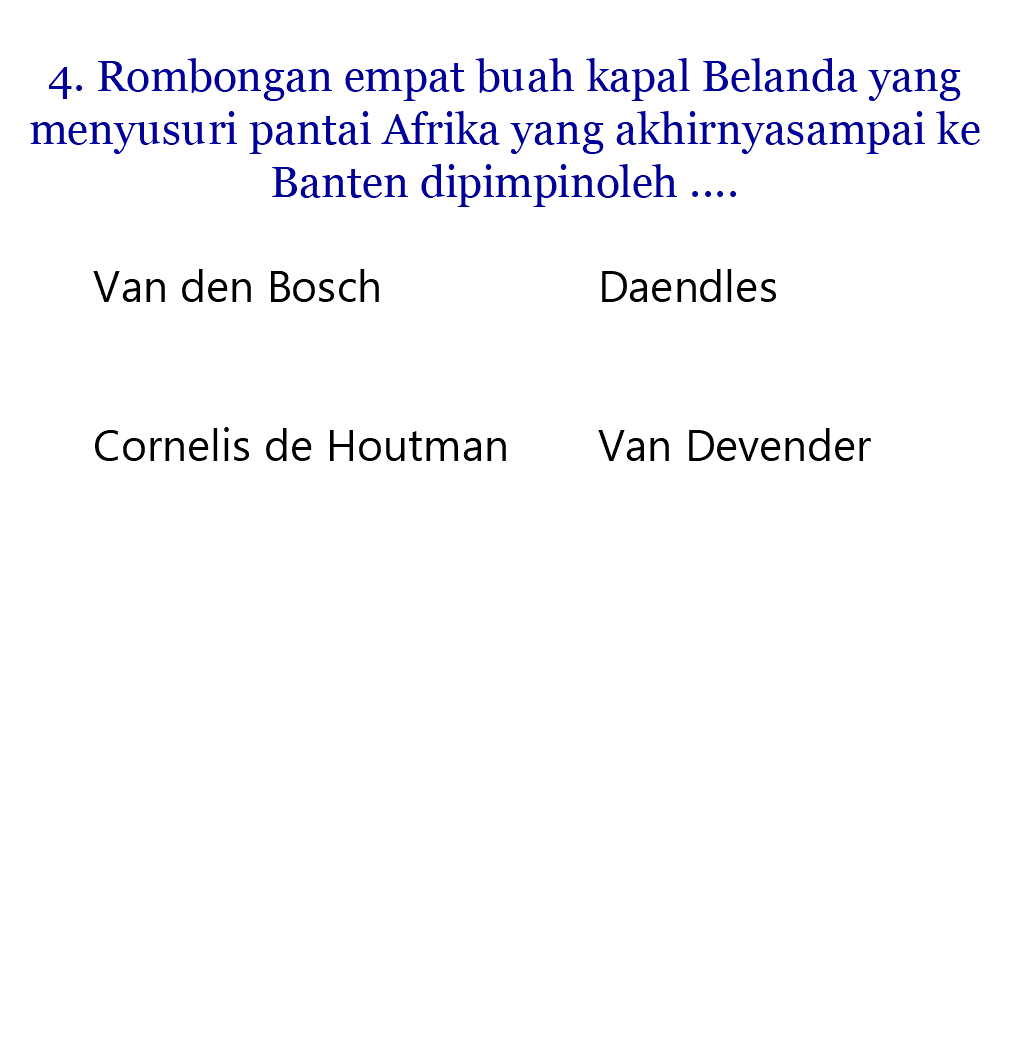 4. Rombongan empat buah kapal Belanda yang
menyusuri pantai Afrika yang akhirnyasampai ke
Banten dipimpinoleh ....
Van den Bosch
Daendles
Cornelis de Houtman
Van Devender